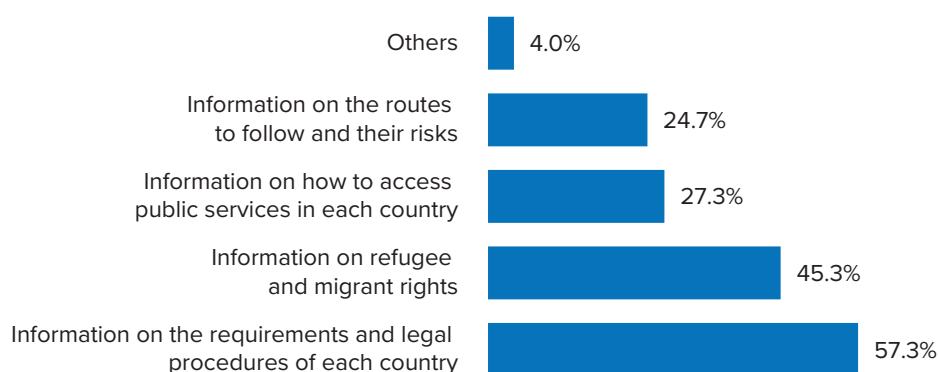 Others
4.0%
Information on the routes
to follow and their risks
24.7%
Information on how to access
public services in each country
27.3%
Information on refugee
and migrant rights
45.3%
Information on the requirements and legal
procedures of each country
57.3%